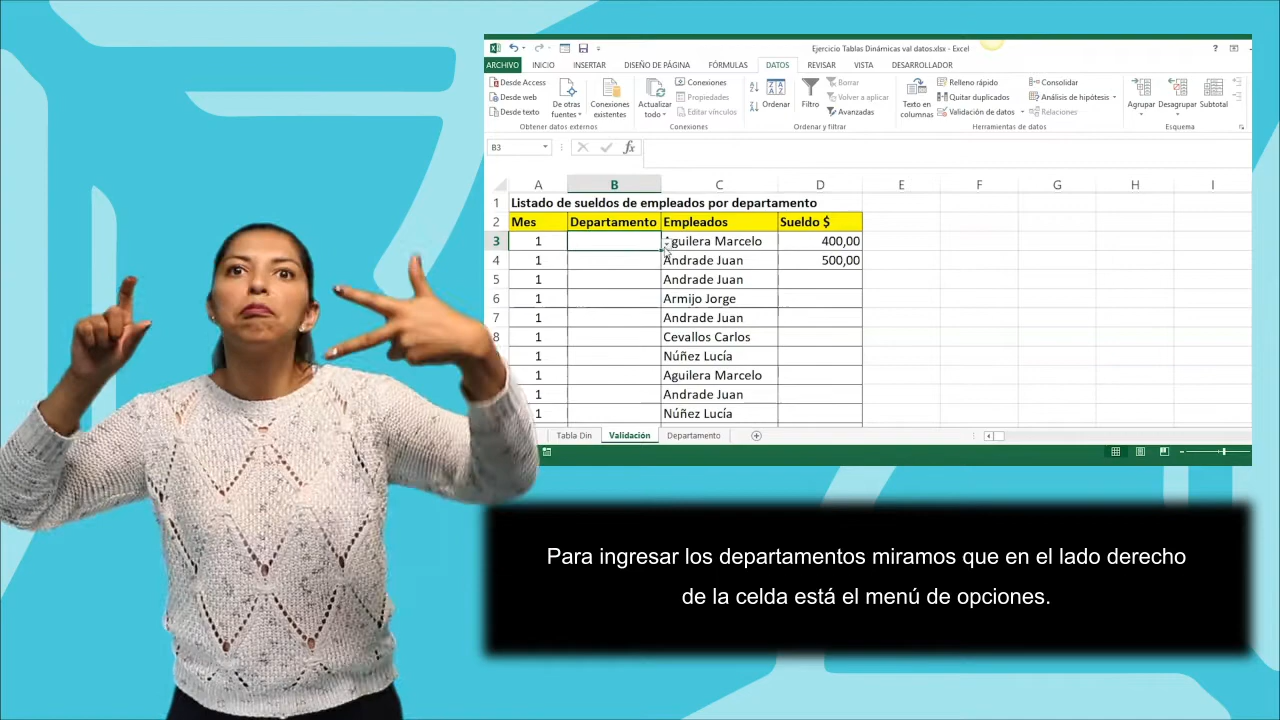 Ejercicio Tablas Dinámicas val datos.xlsx - Excel
ARCHIVO INICIO INSERTAR DISEÑO DE PÁGINA FÓRMULAS DATOS REVISAR VISTA DESARROLLADOR
Desde Access
Desde web
Desde texto
De otras fuentes
Obtener datos externos
Conexiones existentes
Actualizar todo
Conexiones
Propiedades
Editar vínculos
Conexiones
Ordenar
Filtro
Borrar
Volver a aplicar
Avanzadas
Ordenar y filtrar
Texto en columnas
Relleno rápido
Quitar duplicados
Validación de datos
Consolidar
Análisis de hipótesis
Relaciones
Herramientas de datos
Agrupar Desagrupar Subtotal
Esquema
B3 fx
A B C D E F G H I
1 Listado de sueldos de empleados por departamento
2 Mes Departamento Empleados Sueldo $
3 1 Aguilera Marcelo 400,00
4 1 Andrade Juan 500,00
5 1 Andrade Juan
6 1 Armijo Jorge
7 1 Andrade Juan
8 1 Cevallos Carlos
1 Núñez Lucía
1 Aguilera Marcelo
1 Andrade Juan
1 Núñez Lucía
Tabla Din Validación Departamento
Para ingresar los departamentos miramos que en el lado derecho
de la celda está el menú de opciones.